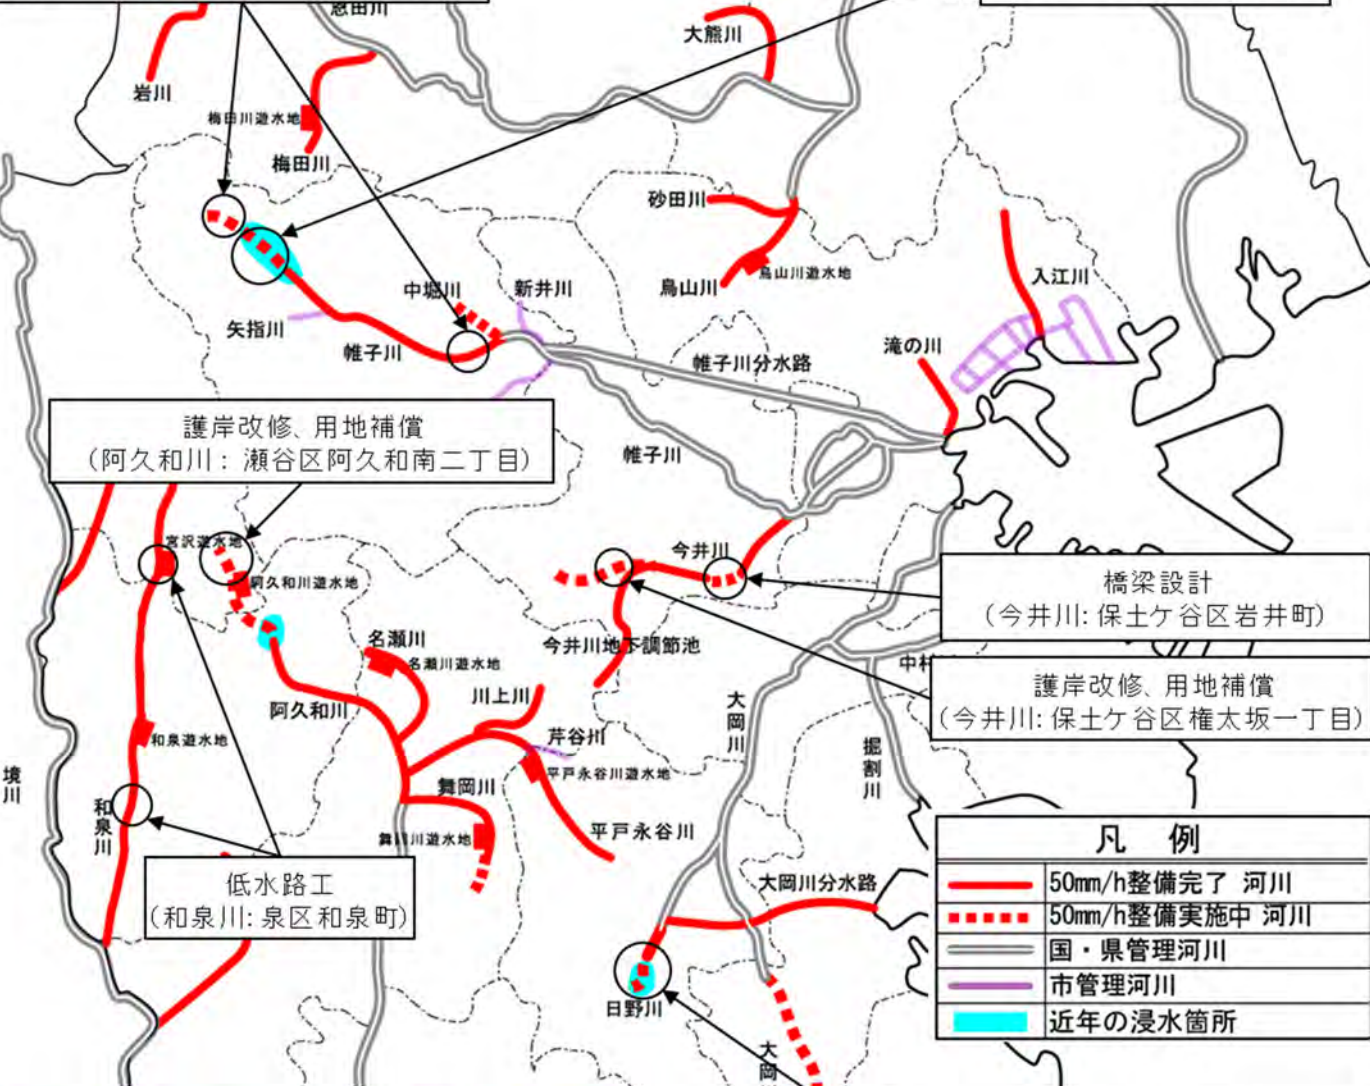 恩田川
大熊川
岩川
梅田川遊水地
梅田川
砂田川
鳥山川遊水地
鳥山川
入江川
中堀川
新井川
矢指川
帷子川
帷子川分水路
滝の川
護岸改修、用地補償
(阿久和川: 瀬谷区阿久和南二丁目)
帷子川
宮沢遊水地
阿久和川遊水地
今井川
橋梁設計
(今井川: 保土ケ谷区岩井町)
名瀬川
名瀬川遊水地
今井川地下調節池
中村
護岸改修、用地補償
(今井川: 保土ケ谷区権太坂一丁目)
川上川
阿久和川
大岡川
芹谷川
和泉遊水地
平戸永谷川遊水地
掘割川
境川
舞岡川
和泉川
舞岡川遊水地
平戸永谷川
低水路工
(和泉川: 泉区和泉町)
大岡川分水路
日野川
大岡
凡 例
50mm/h整備完了 河川
50mm/h整備実施中 河川
国・県管理河川
市管理河川
近年の浸水箇所